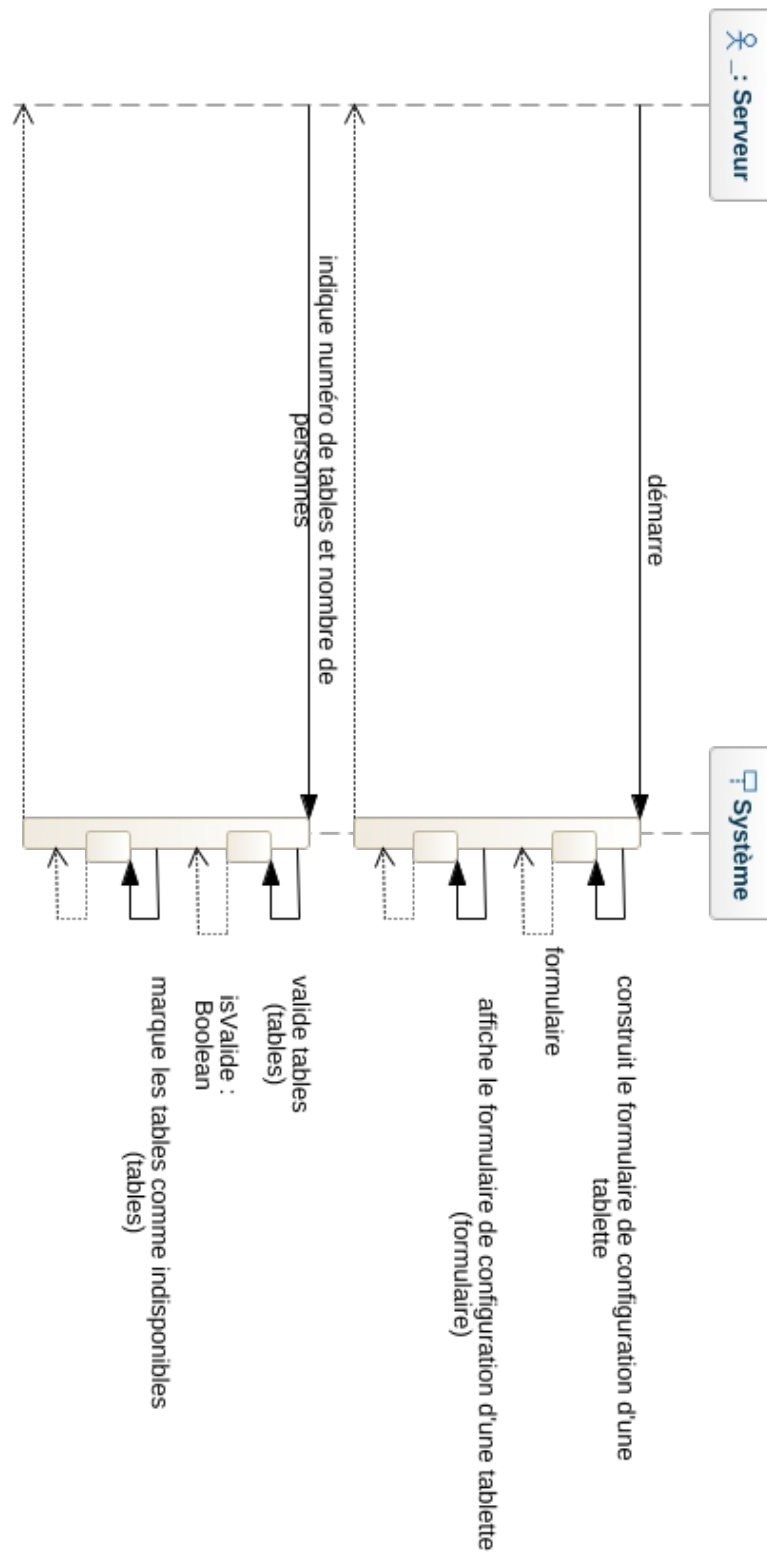 _: Serveur
Système
démarre
construit le formulaire de configuration d'une
tablette
formulaire
affiche le formulaire de configuration d'une tablette
(formulaire)
indique numéro de tables et nombre de
personnes
valide tables
(tables)
isValide :
Boolean
marque les tables comme indisponibles
(tables)